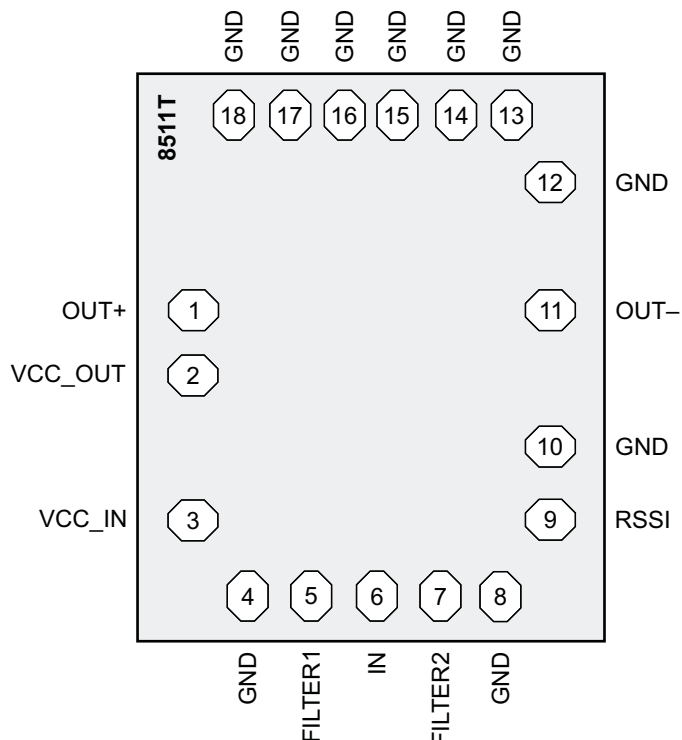 GND GND GND GND GND GND
8511T
18 17 16 15 14 13
12 GND
OUT+ 1 11 OUT–
VCC_OUT 2
10 GND
VCC_IN 3 9 RSSI
4 5 6 7 8
GND FILTER1 IN FILTER2 GND